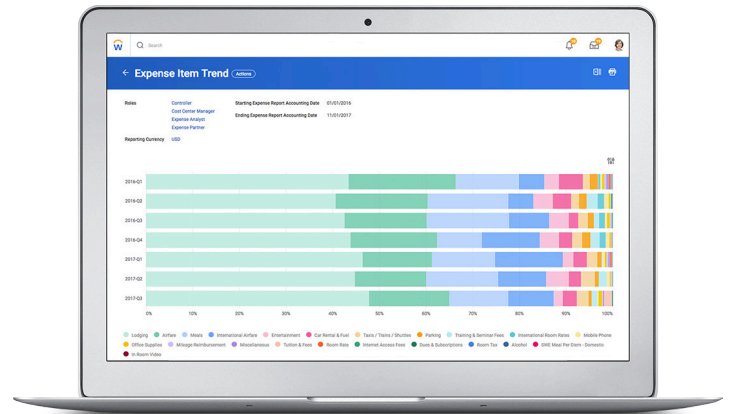 w
Search
Expense Item Trend
Actions
Roles Controller Starting Expense Report Accounting Date 01/01/2016
Cost Center Manager
Expense Analyst Ending Expense Report Accounting Date 11/01/2017
Expense Partner
Reporting Currency USD
2016-Q1
2016-Q2
2016-Q3
2016-Q4
2017-Q1
2017-Q2
2017-Q3
0% 10% 20% 30% 40% 50% 60% 70% 80% 90% 100%
Lodging Airfare Meals International Airfare Entertainment Car Rental & Fuel Taxis / Trains / Shuttles Parking Training & Seminar Fees International Room Rates Mobile Phone
Office Supplies Mileage Reimbursement Miscellaneous Tuition & Fees Room Rate Internet Access Fees Dues & Subscriptions Room Tax Alcohol SWE Meal Per Diem - Domestic
In Room Video